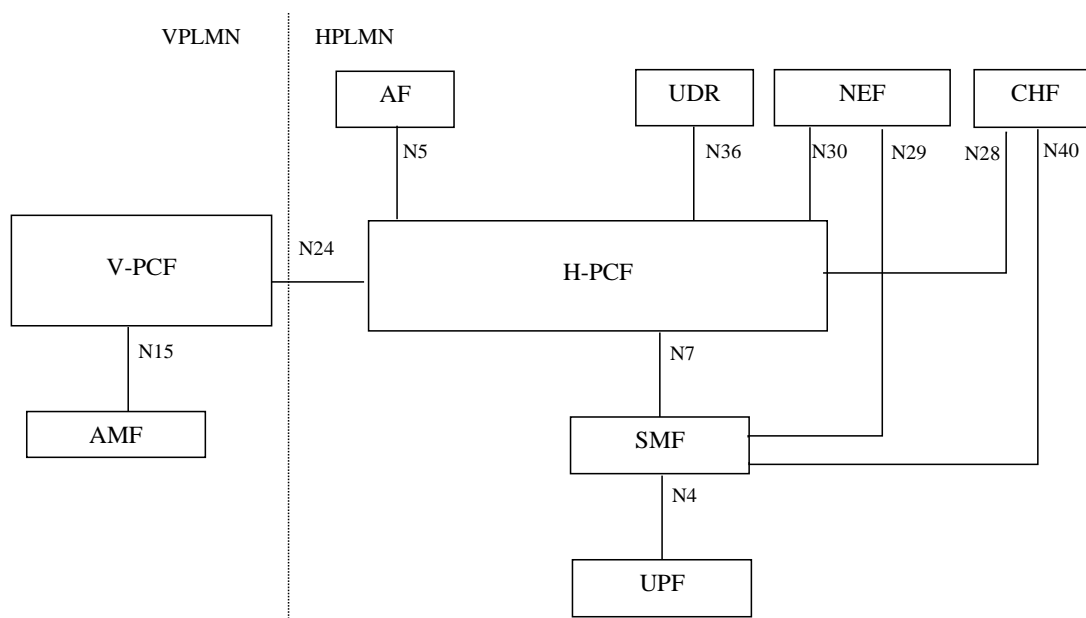 VPLMN HPLMN
AF UDR NEF CHF
N5 N36 N30 N29 N28 N40
N24
V-PCF H-PCF
N15 N7
AMF SMF
N4
UPF